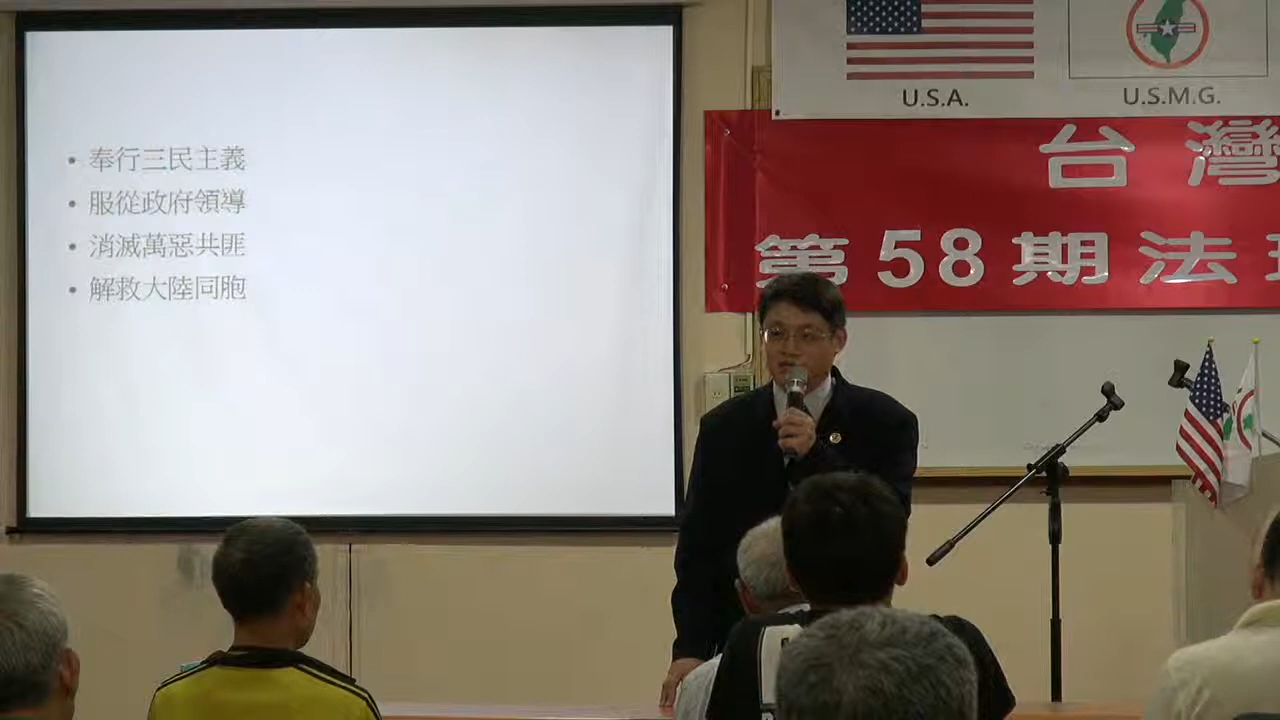 奉行三民主義
服從政府領導
消滅萬惡共匪
解救大陸同胞
U.S.A.
U.S.M.G.
台灣
第58期法